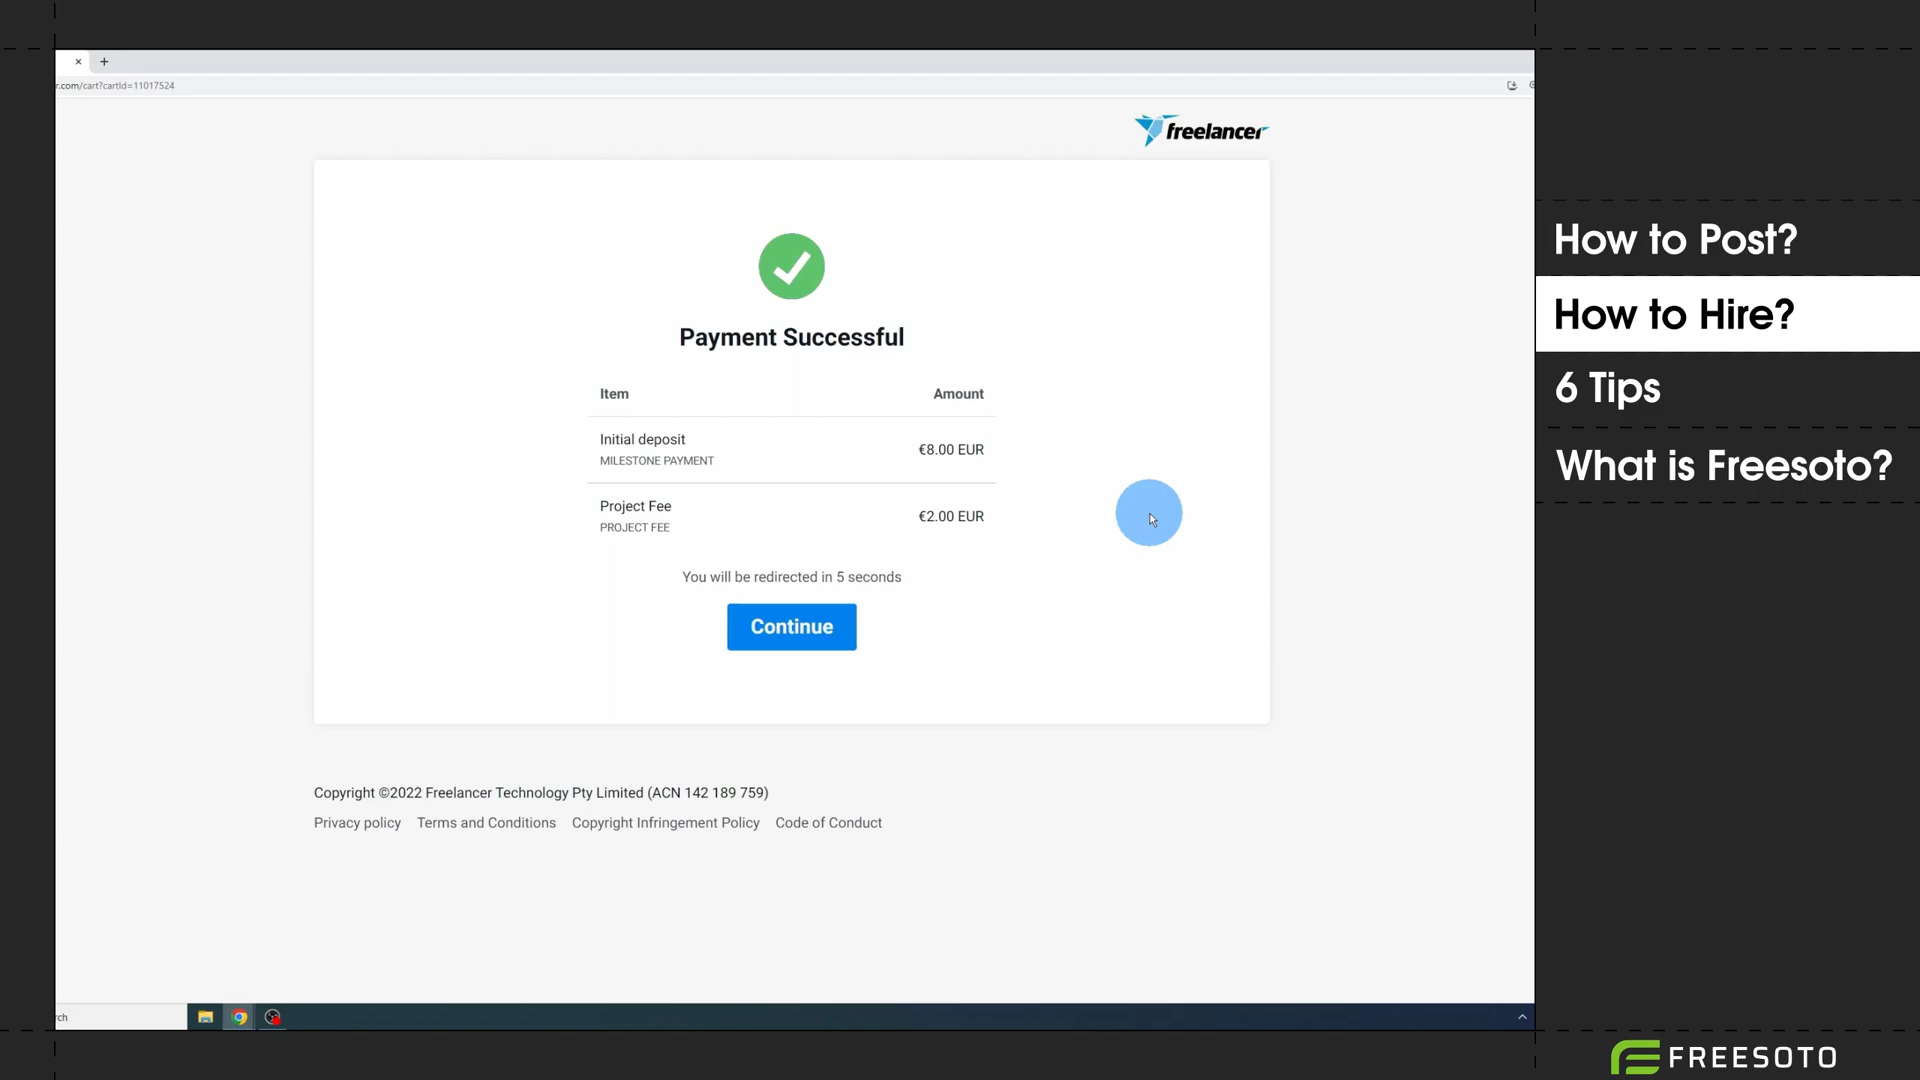 r.com/cart?cartId=11017524
freelancer
Payment Successful
Item Amount
Initial deposit €8.00 EUR
MILESTONE PAYMENT
Project Fee €2.00 EUR
PROJECT FEE
You will be redirected in 5 seconds
Continue
Copyright ©2022 Freelancer Technology Pty Limited (ACN 142 189 759)
Privacy policy Terms and Conditions Copyright Infringement Policy Code of Conduct
rch
How to Post?
How to Hire?
6 Tips
What is Freesoto?
FREESOTO